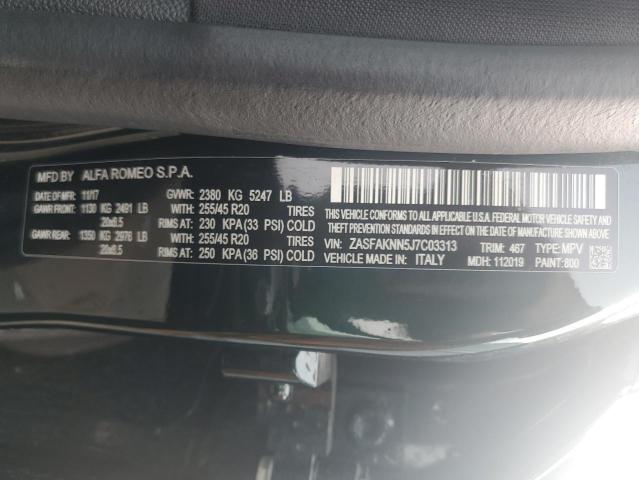 MFD BY ALFA ROMEO S.P.A.
DATE OF MFR 11/17 GVWR: 2380 KG 5247 LB
GAWR FRONT: 1130 KG 2491 LB WITH: 255/45 R20 TIRES
20x8.5 RIMS AT: 230 KPA (33 PSI) COLD
GAWR REAR: 1350 KG 2976 LB WITH: 255/45 R20 TIRES
20x8.5 RIMS AT: 250 KPA (36 PSI) COLD
THIS VEHICLE CONFORMS TO ALL APPLICABLE U.S.A. FEDERAL MOTOR VEHICLE SAFETY AND
THEFT PREVENTION STANDARDS IN EFFECT ON THE DATE OF MANUFACTURE SHOWN ABOVE
VIN: ZASFAKNN5J7C03313 TRIM: 467 TYPE: MPV
VEHICLE MADE IN: ITALY MDH: 112019 PAINT: 800